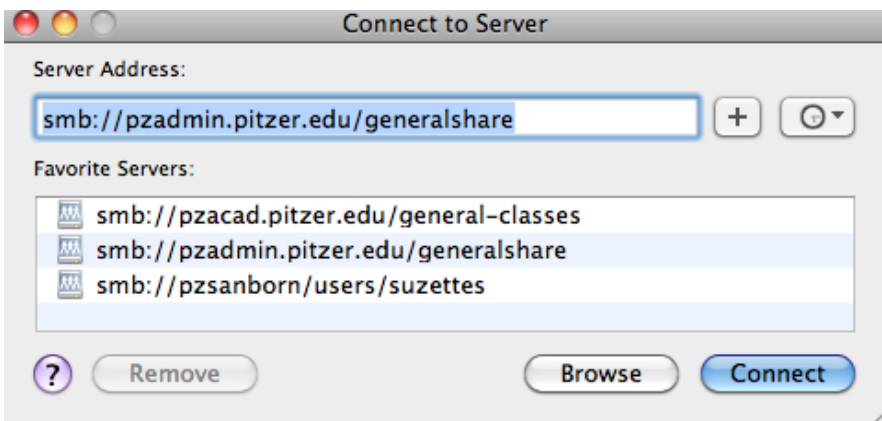 Connect to Server
Server Address:
smb://pzadmin.pitzer.edu/generalshare
+
Favorite Servers:
smb://pzacad.pitzer.edu/general-classes
smb://pzadmin.pitzer.edu/generalshare
smb://pzsanborn/users/suzettes
? Remove Browse Connect